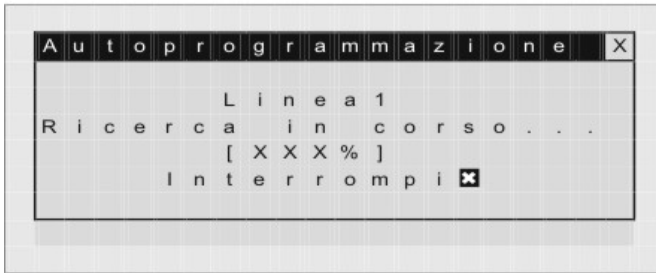 Autoprogrammazione X
Linea1
Ricerca in corso...
[XXX%]
Interrompi ✖